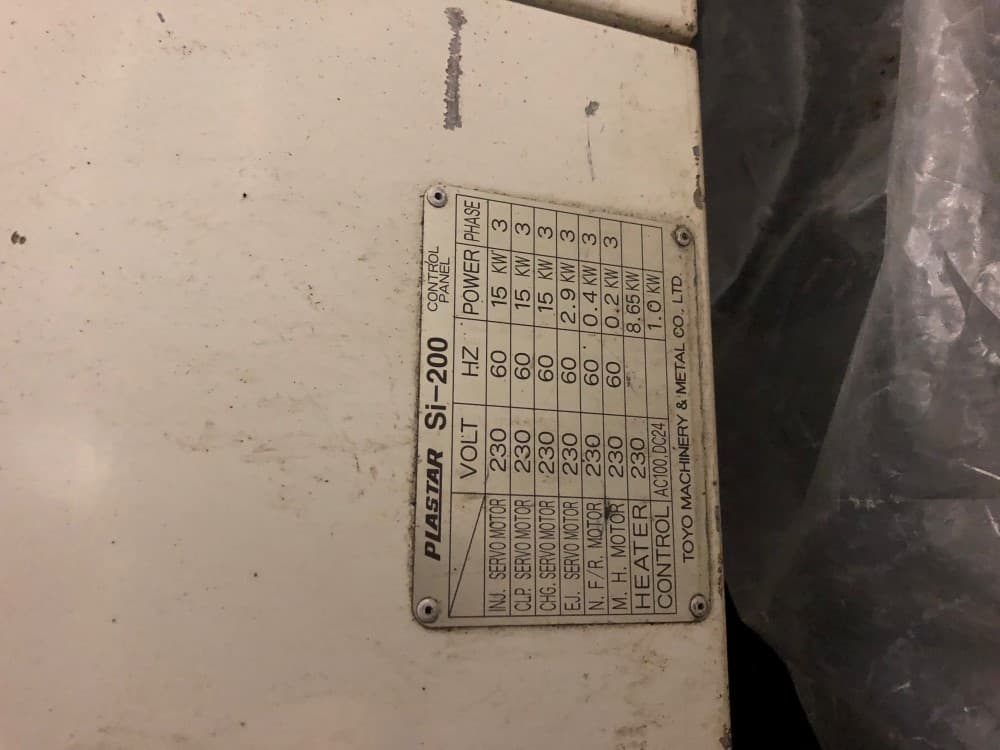 PLASTAR Si-200 CONTROL PANEL
VOLT HZ POWER PHASE
INJ. SERVO MOTOR 230 60 15 KW 3
CLP. SERVO MOTOR 230 60 15 KW 3
CHG. SERVO MOTOR 230 60 15 KW 3
EJ. SERVO MOTOR 230 60 2.9 KW 3
N. F/R. MOTOR 230 60 0.4 KW 3
M. H. MOTOR 230 60 0.2 KW 3
HEATER 230 8.65 KW
CONTROL AC100,DC24 1.0 KW
TOYO MACHINERY & METAL CO., LTD.